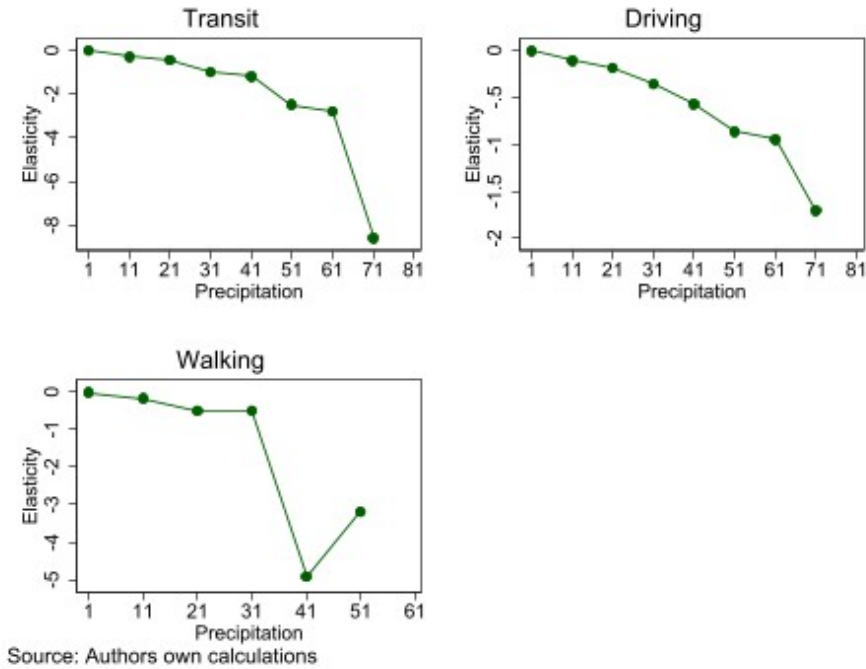 Transit
Driving
0
-2
-4
-6
-8
Elasticity
1 11 21 31 41 51 61 71 81
Precipitation
0
-.5
-1
-1.5
-2
Elasticity
1 11 21 31 41 51 61 71 81
Precipitation
Walking
0
-1
-2
-3
-4
-5
Elasticity
1 11 21 31 41 51 61
Precipitation
Source: Authors own calculations